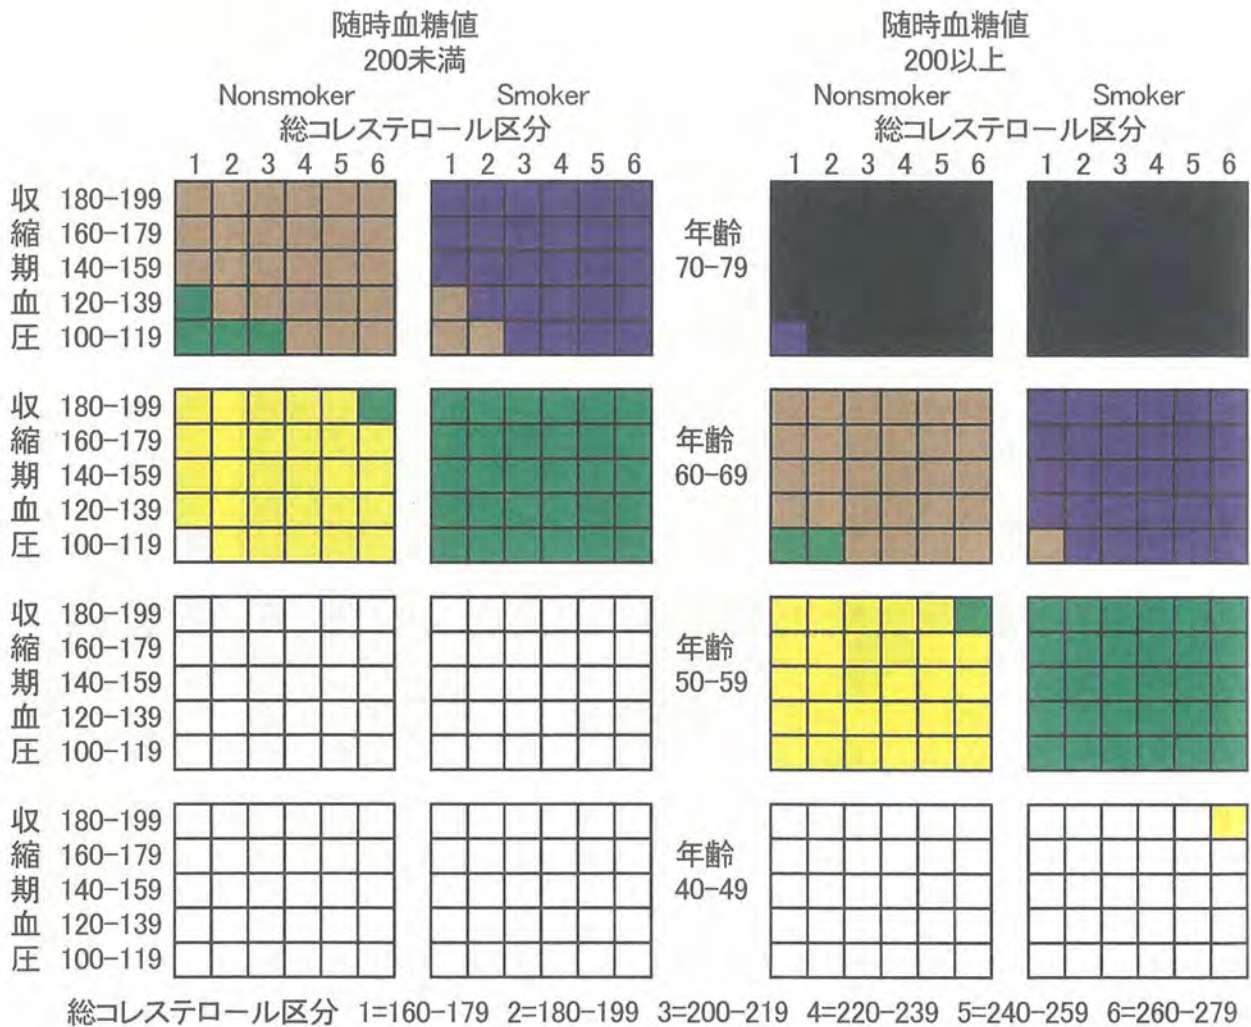 随時血糖値 随時血糖値
200未満 200以上
Nonsmoker Smoker Nonsmoker Smoker
総コレステロール区分 総コレステロール区分
1 2 3 4 5 6 1 2 3 4 5 6 1 2 3 4 5 6 1 2 3 4 5 6
収 180-199
縮 160-179 年齢
期 140-159 70-79
血 120-139
圧 100-119
収 180-199
縮 160-179 年齢
期 140-159 60-69
血 120-139
圧 100-119
収 180-199
縮 160-179 年齢
期 140-159 50-59
血 120-139
圧 100-119
収 180-199
縮 160-179 年齢
期 140-159 40-49
血 120-139
圧 100-119
総コレステロール区分 1=160-179 2=180-199 3=200-219 4=220-239 5=240-259 6=260-279